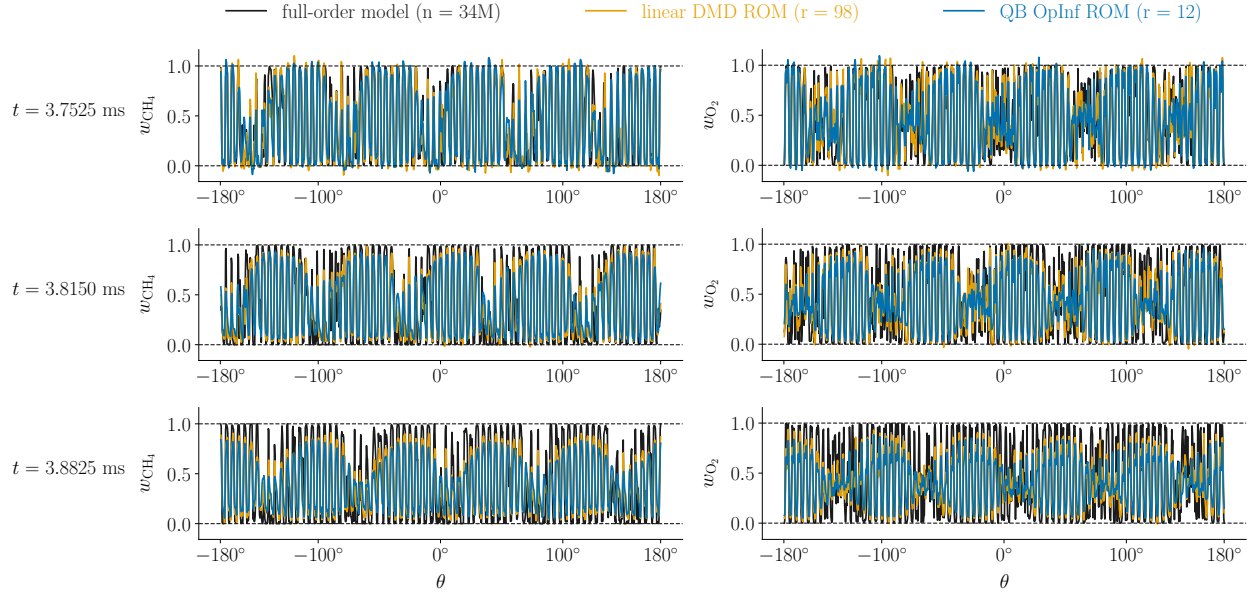 full-order model (n = 34M) linear DMD ROM (r = 98) QB OpInf ROM (r = 12)
t = 3.7525 ms
w_CH₄
1.0
0.5
0.0
−180° −100° 0° 100° 180°
w_O₂
1.0
0.5
0.0
−180° −100° 0° 100° 180°
t = 3.8150 ms
w_CH₄
1.0
0.5
0.0
−180° −100° 0° 100° 180°
w_O₂
1.0
0.5
0.0
−180° −100° 0° 100° 180°
t = 3.8825 ms
w_CH₄
1.0
0.5
0.0
−180° −100° 0° 100° 180°
θ
w_O₂
1.0
0.5
0.0
−180° −100° 0° 100° 180°
θ